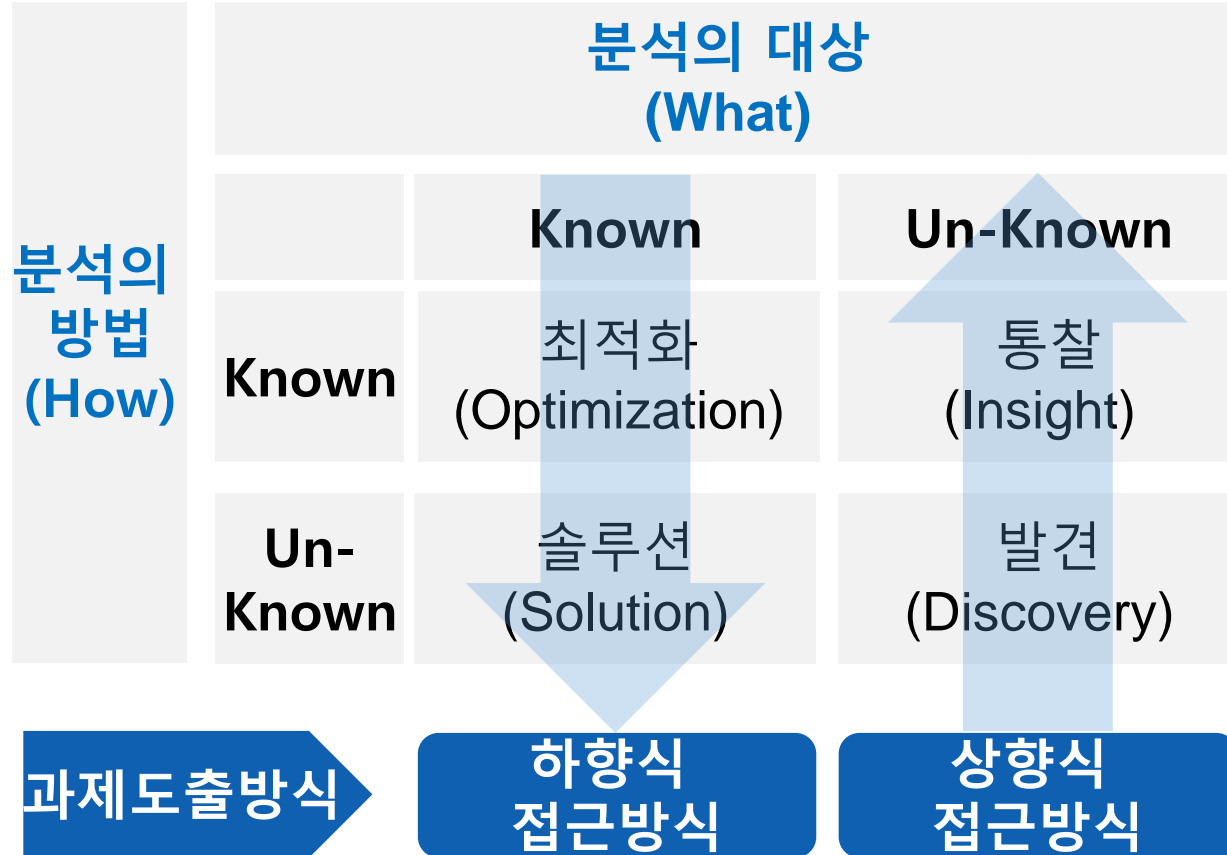 분석의 대상
(What)
분석의
방법
(How)
Known
Un-Known
Known
최적화
(Optimization)
통찰
(Insight)
Un-
Known
솔루션
(Solution)
발견
(Discovery)
과제도출방식
하향식
접근방식
상향식
접근방식